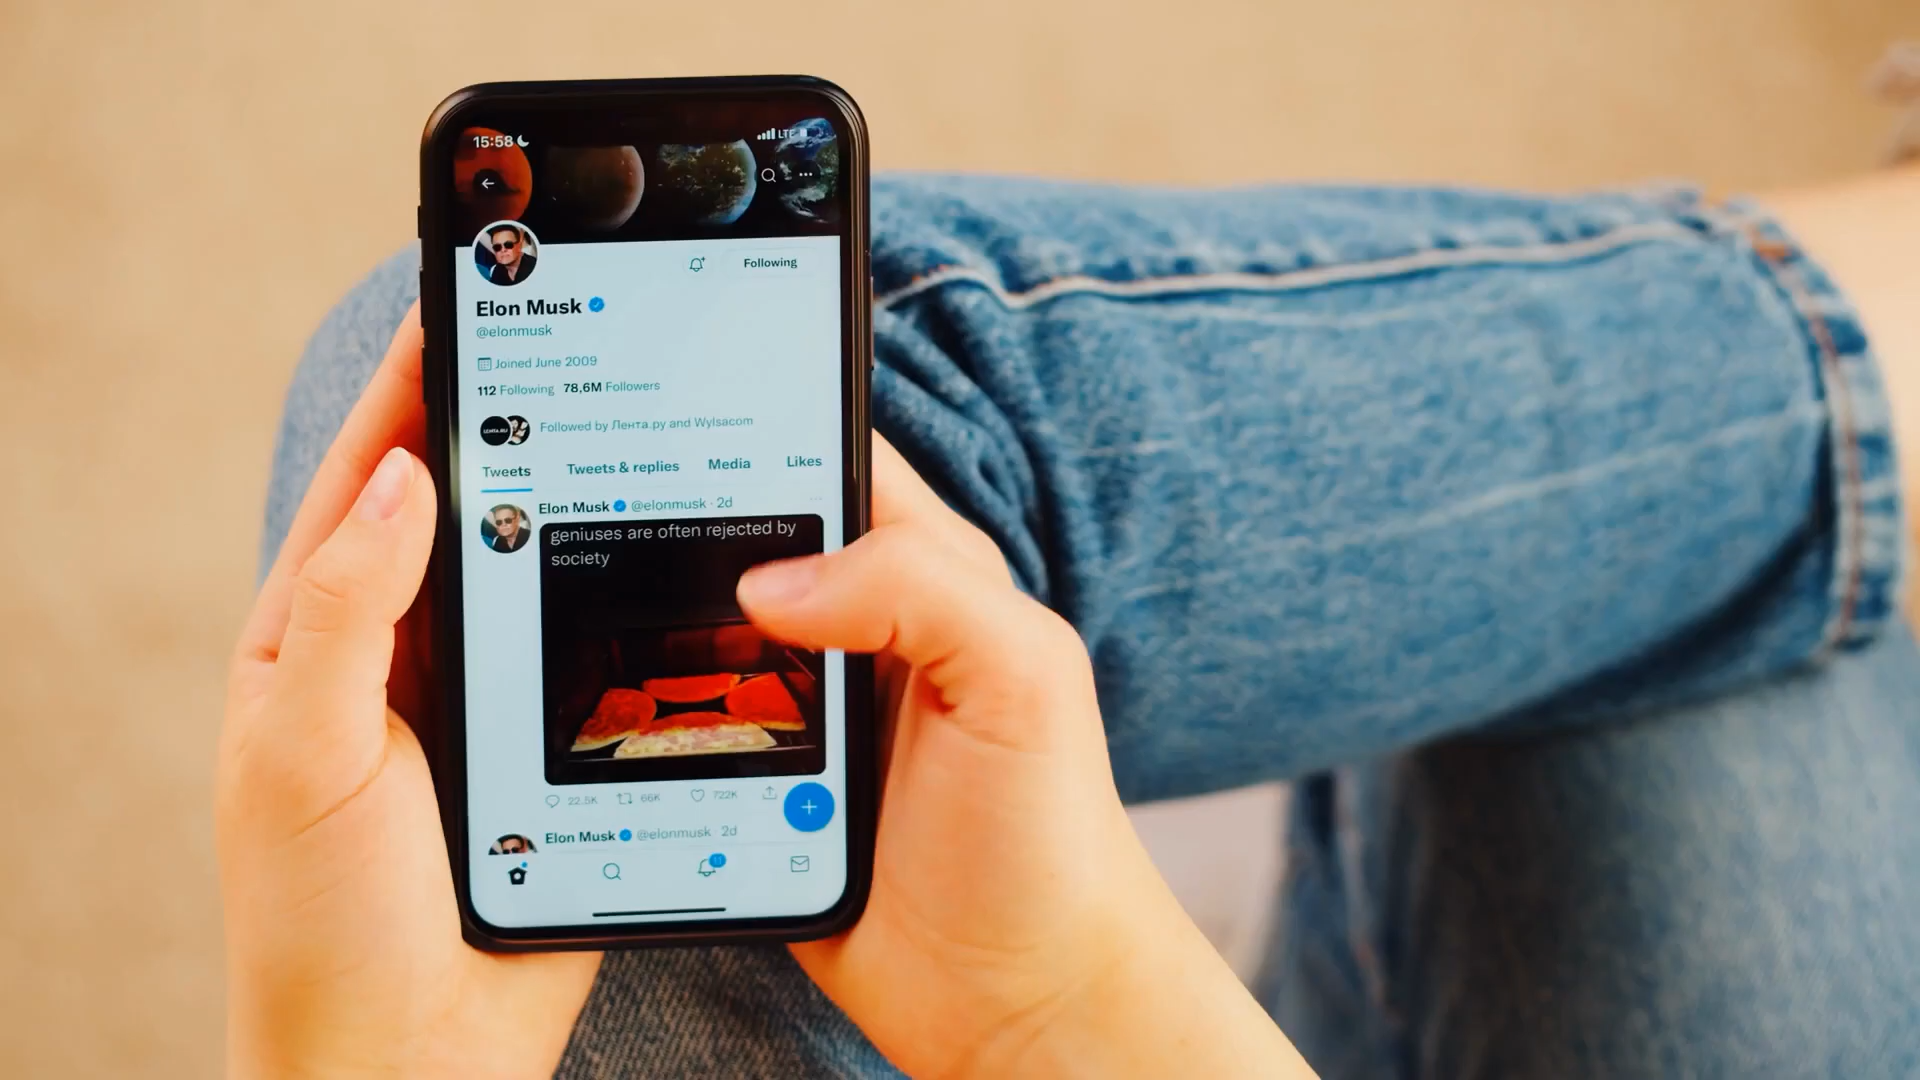 15:58
LTE
Following
Elon Musk
@elonmusk
Joined June 2009
112 Following 78,6M Followers
Followed by Лента.ру and Wylsacom
Tweets Tweets & replies Media Likes
Elon Musk @elonmusk · 2d
geniuses are often rejected by
society
22.5K 66K 722K
Elon Musk @elonmusk · 2d
11